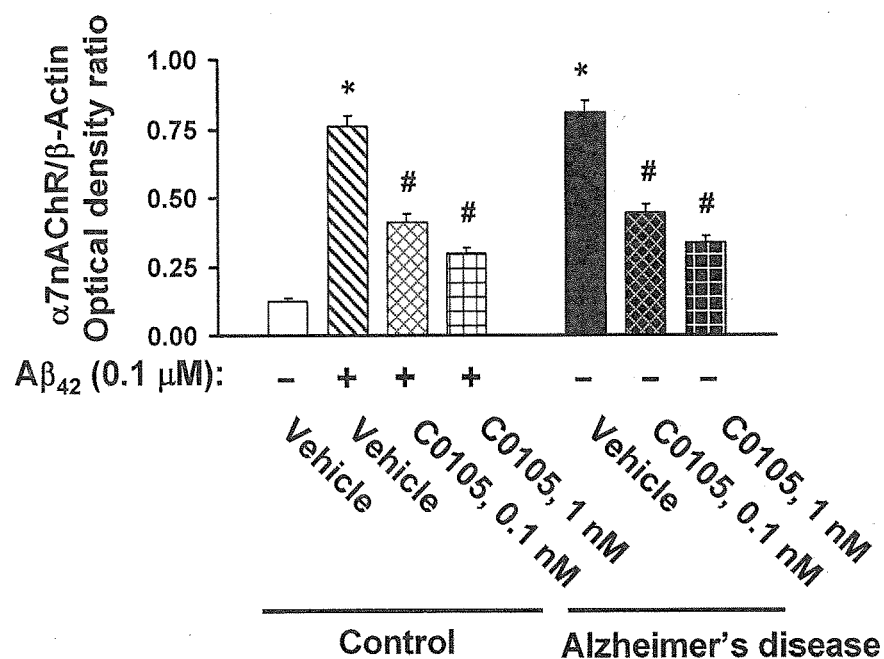 α7nAChR/β-Actin
Optical density ratio
1.00
0.75
0.50
0.25
0.00
*
#
#
*
#
#
Aβ42 (0.1 μM): – + + + – – –
Vehicle
Vehicle
C0105, 0.1 nM
C0105, 1 nM
Vehicle
C0105, 0.1 nM
C0105, 1 nM
Control
Alzheimer's disease